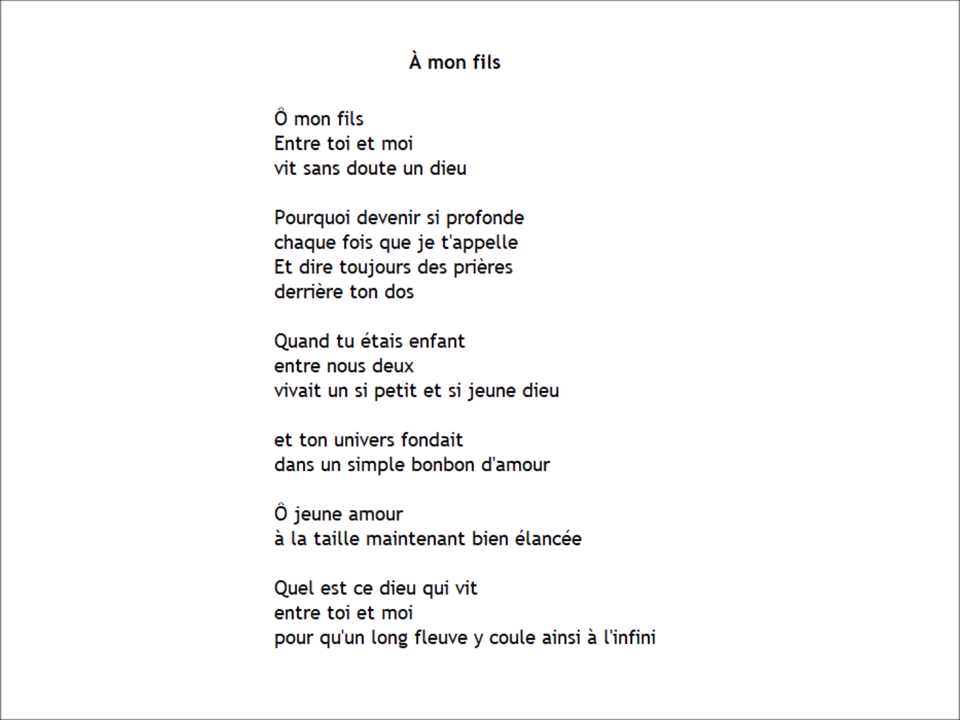 À mon fils
Ô mon fils
Entre toi et moi
vit sans doute un dieu
Pourquoi devenir si profonde
chaque fois que je t'appelle
Et dire toujours des prières
derrière ton dos
Quand tu étais enfant
entre nous deux
vivait un si petit et si jeune dieu
et ton univers fondait
dans un simple bonbon d'amour
Ô jeune amour
à la taille maintenant bien élancée
Quel est ce dieu qui vit
entre toi et moi
pour qu'un long fleuve y coule ainsi à l'infini